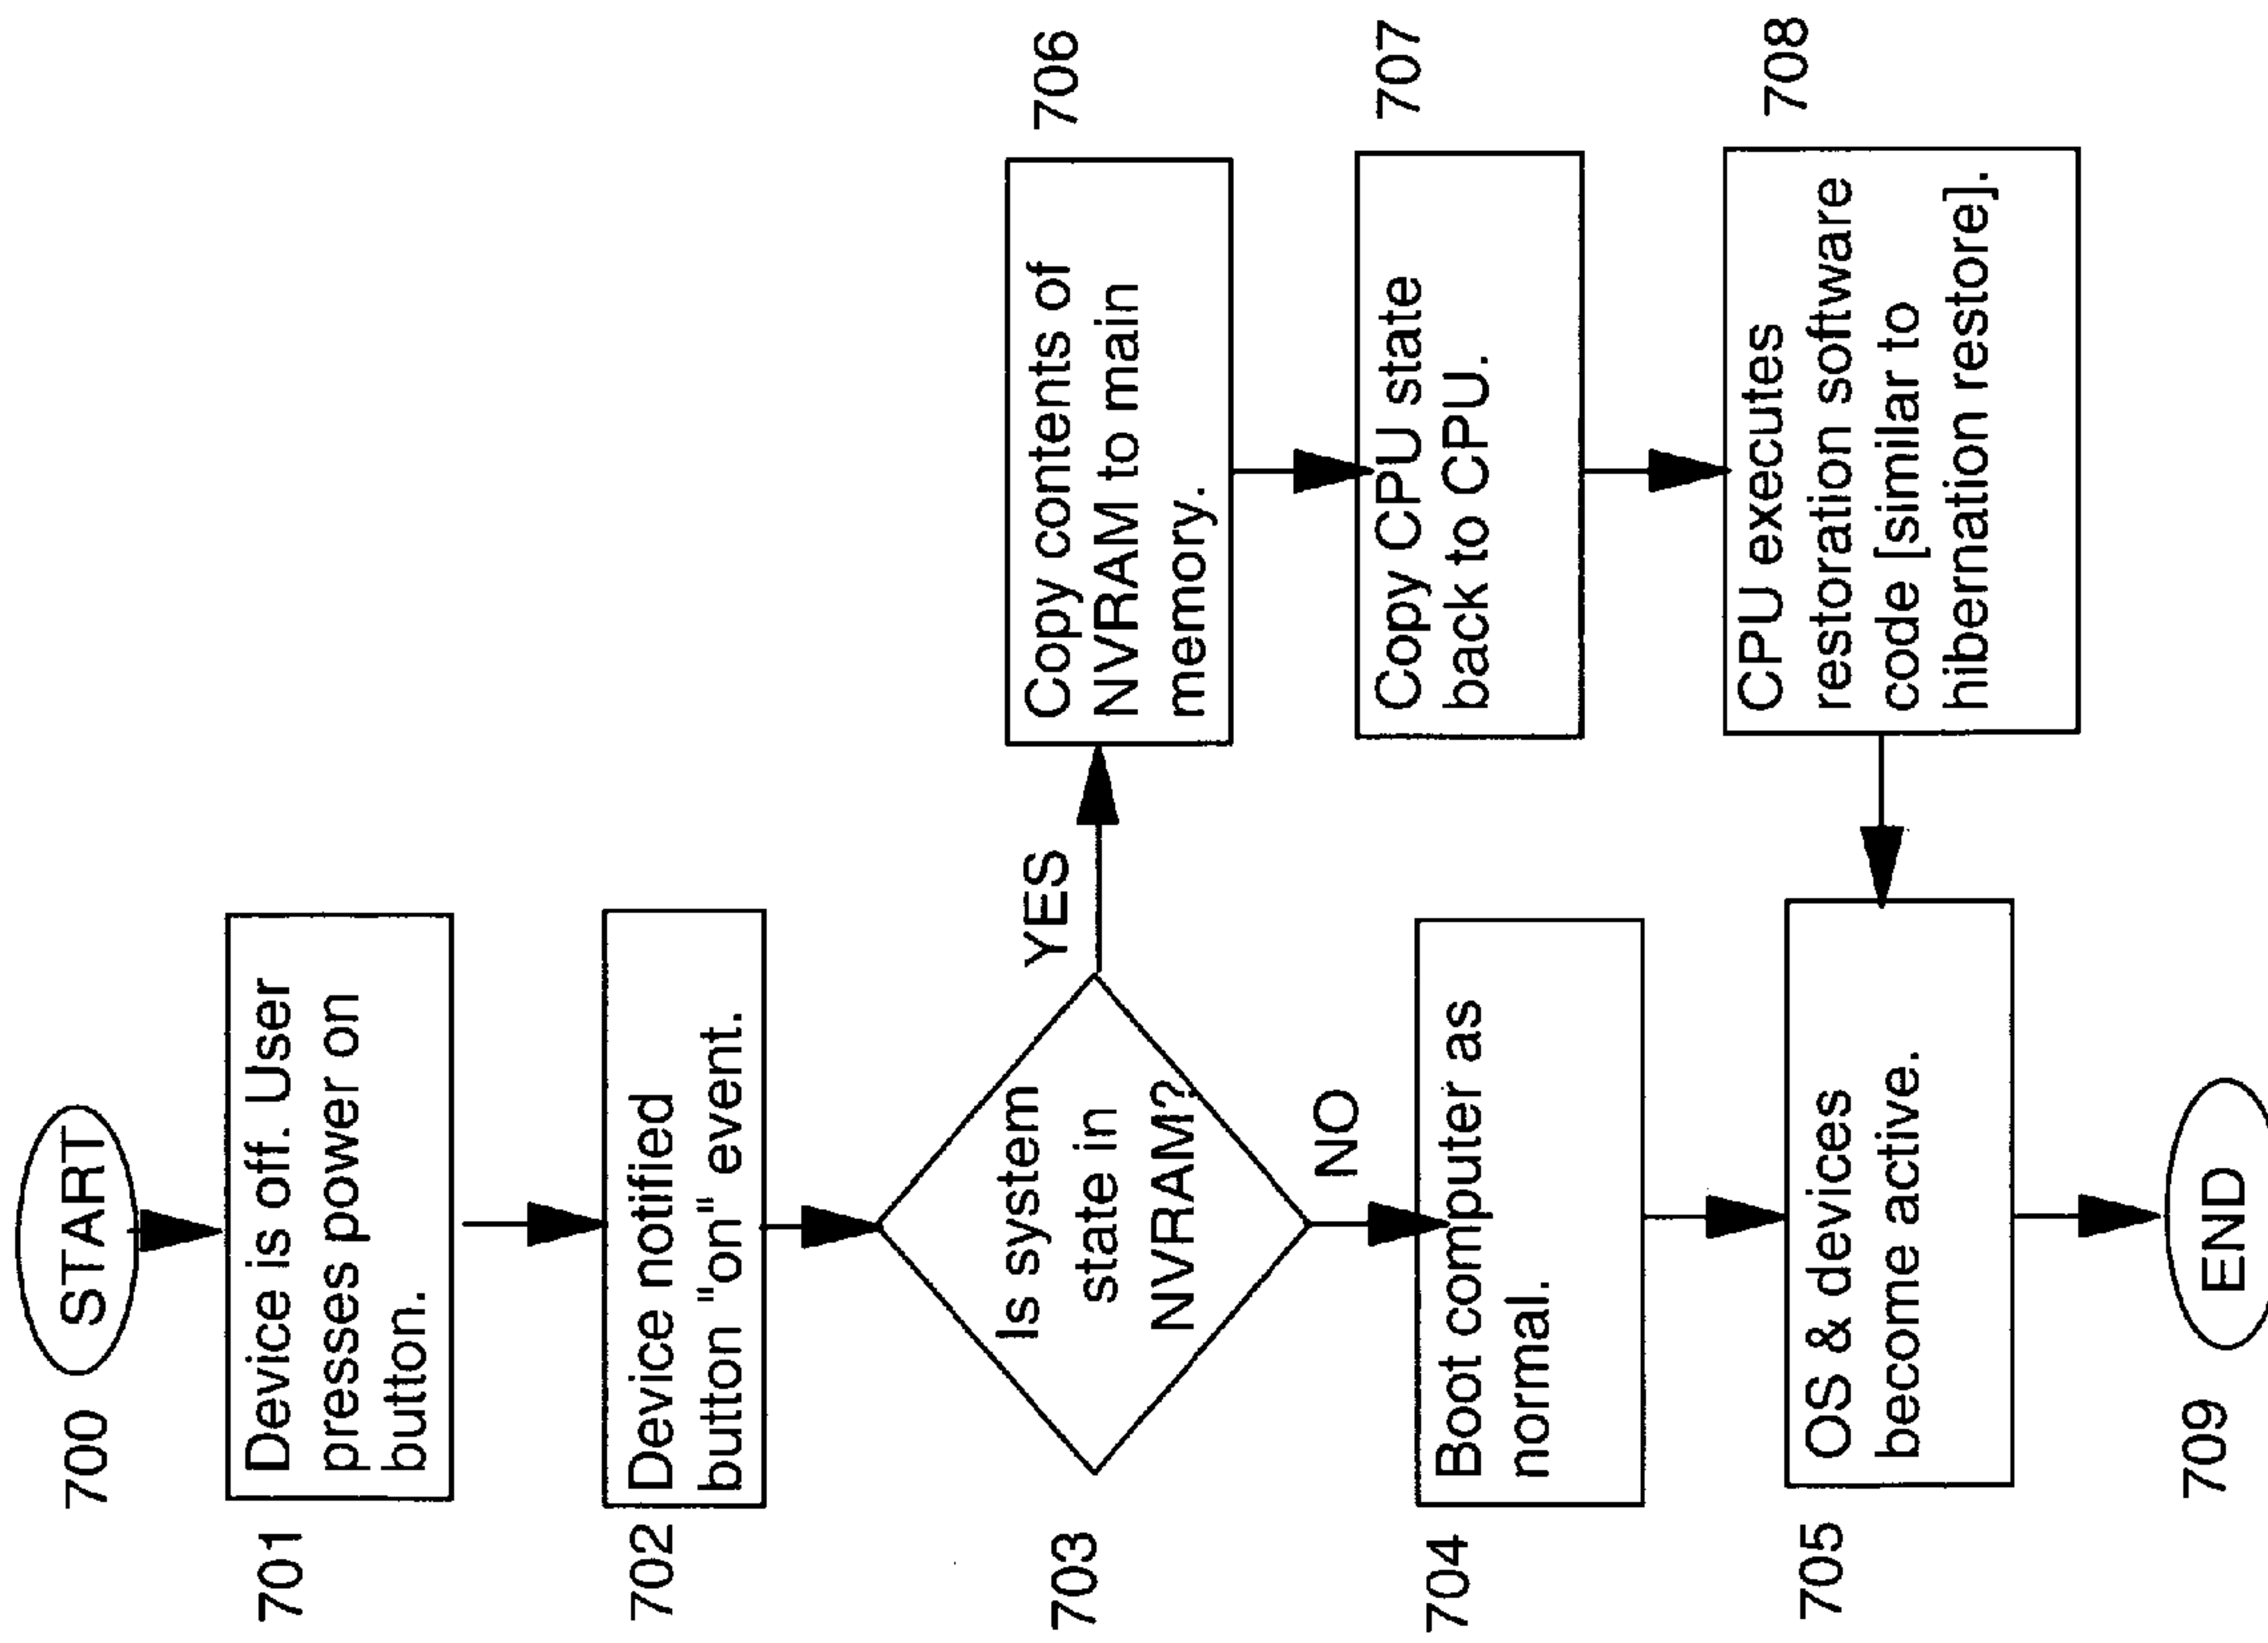 700
START
701
Device is off. User
presses power on
button.
702
Device notified
button "on" event.
703
Is system
state in
NVRAM?
YES
NO
704
Boot computer as
normal.
705
OS & devices
become active.
706
Copy contents of
NVRAM to main
memory.
707
Copy CPU state
back to CPU.
708
CPU executes
restoration software
code [similar to
hibernation restore].
709
END